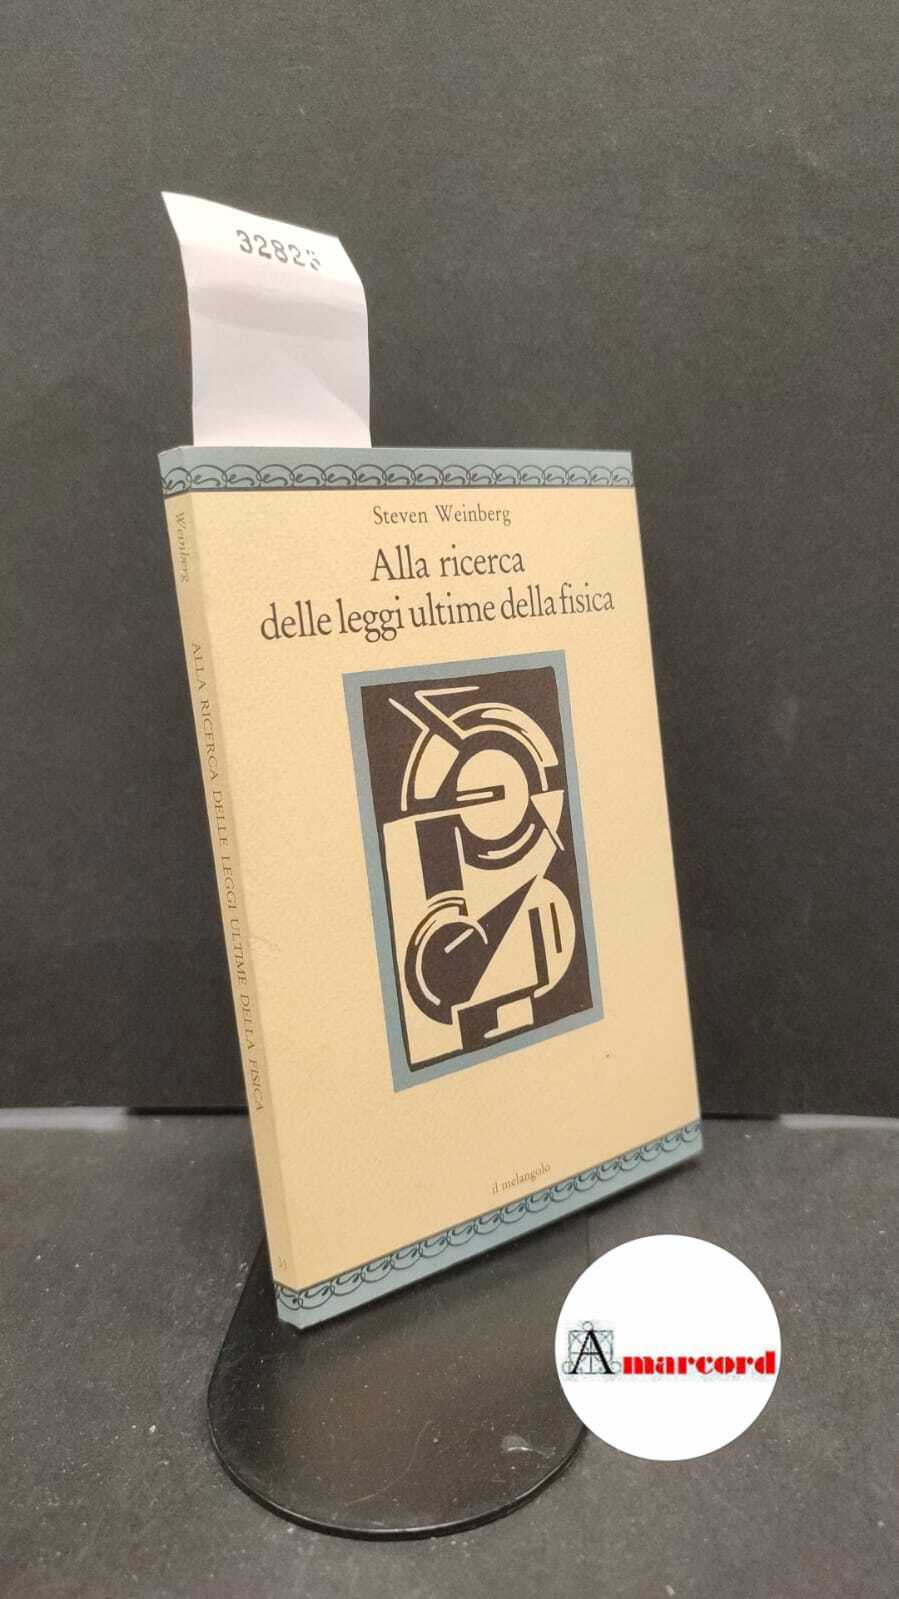 Steven Weinberg
Alla ricerca
delle leggi ultime della fisica
il melangolo
Weinberg
ALLA RICERCA DELLE LEGGI ULTIME DELLA FISICA
Amarcord